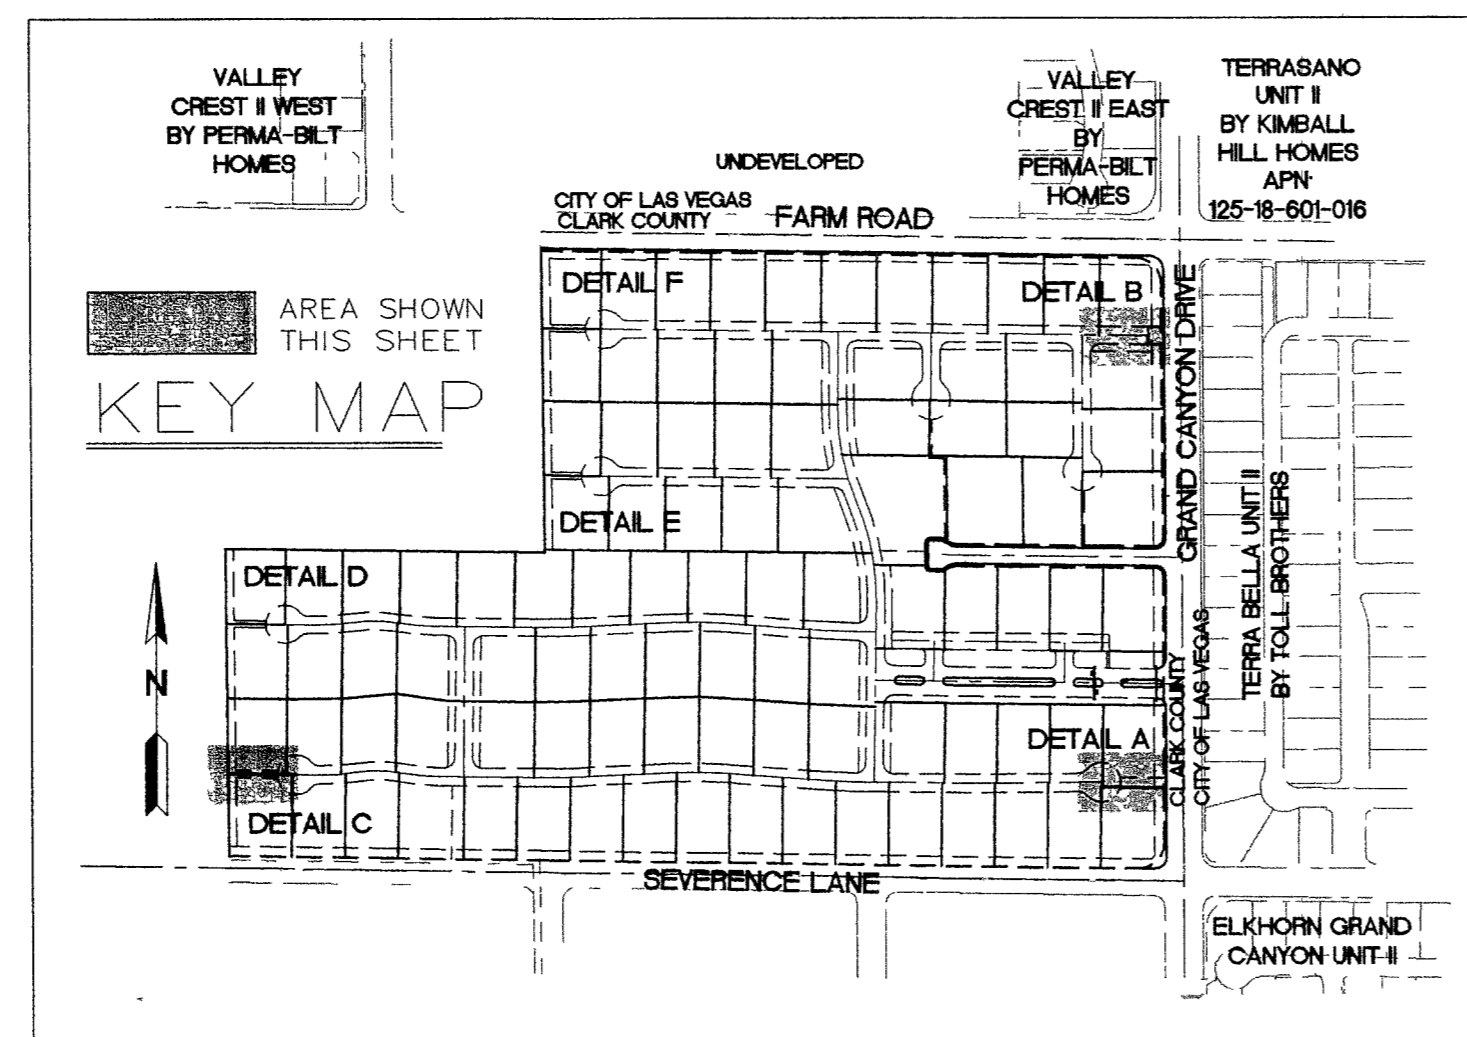 VALLEY
CREST II WEST
BY PERMA-BILT
HOMES
VALLEY
CREST II EAST
BY
PERMA-BILT
HOMES
TERRASANO
UNIT II
BY KIMBALL
HILL HOMES
APN
125-18-601-016
UNDEVELOPED
CITY OF LAS VEGAS
CLARK COUNTY
FARM ROAD
DETAIL F
DETAIL B
AREA SHOWN
THIS SHEET
KEY MAP
GRAND CANYON DRIVE
DETAIL E
TERRA BELLA UNIT II
BY TOLL BROTHERS
DETAIL D
N
CLARK COUNTY
CITY OF LAS VEGAS
DETAIL A
DETAIL C
SEVERENCE LANE
ELKHORN GRAND
CANYON UNIT II